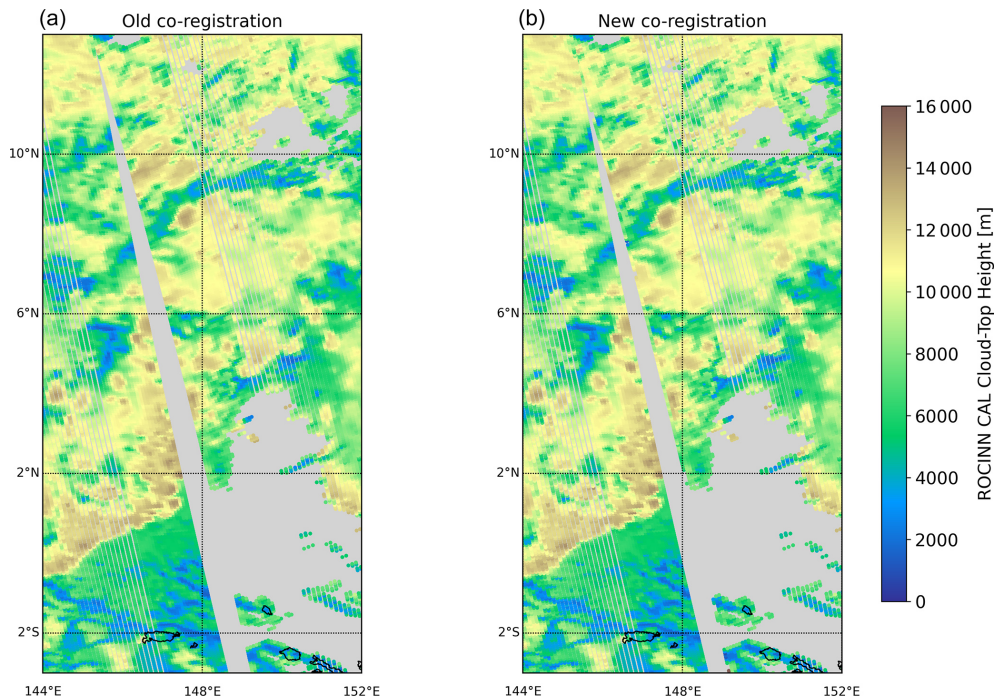 (a) Old co-registration
(b) New co-registration
10°N
6°N
2°N
2°S
144°E 148°E 152°E
10°N
6°N
2°N
2°S
144°E 148°E 152°E
16 000
14 000
12 000
10 000
8000
6000
4000
2000
0
ROCINN CAL Cloud-Top Height [m]